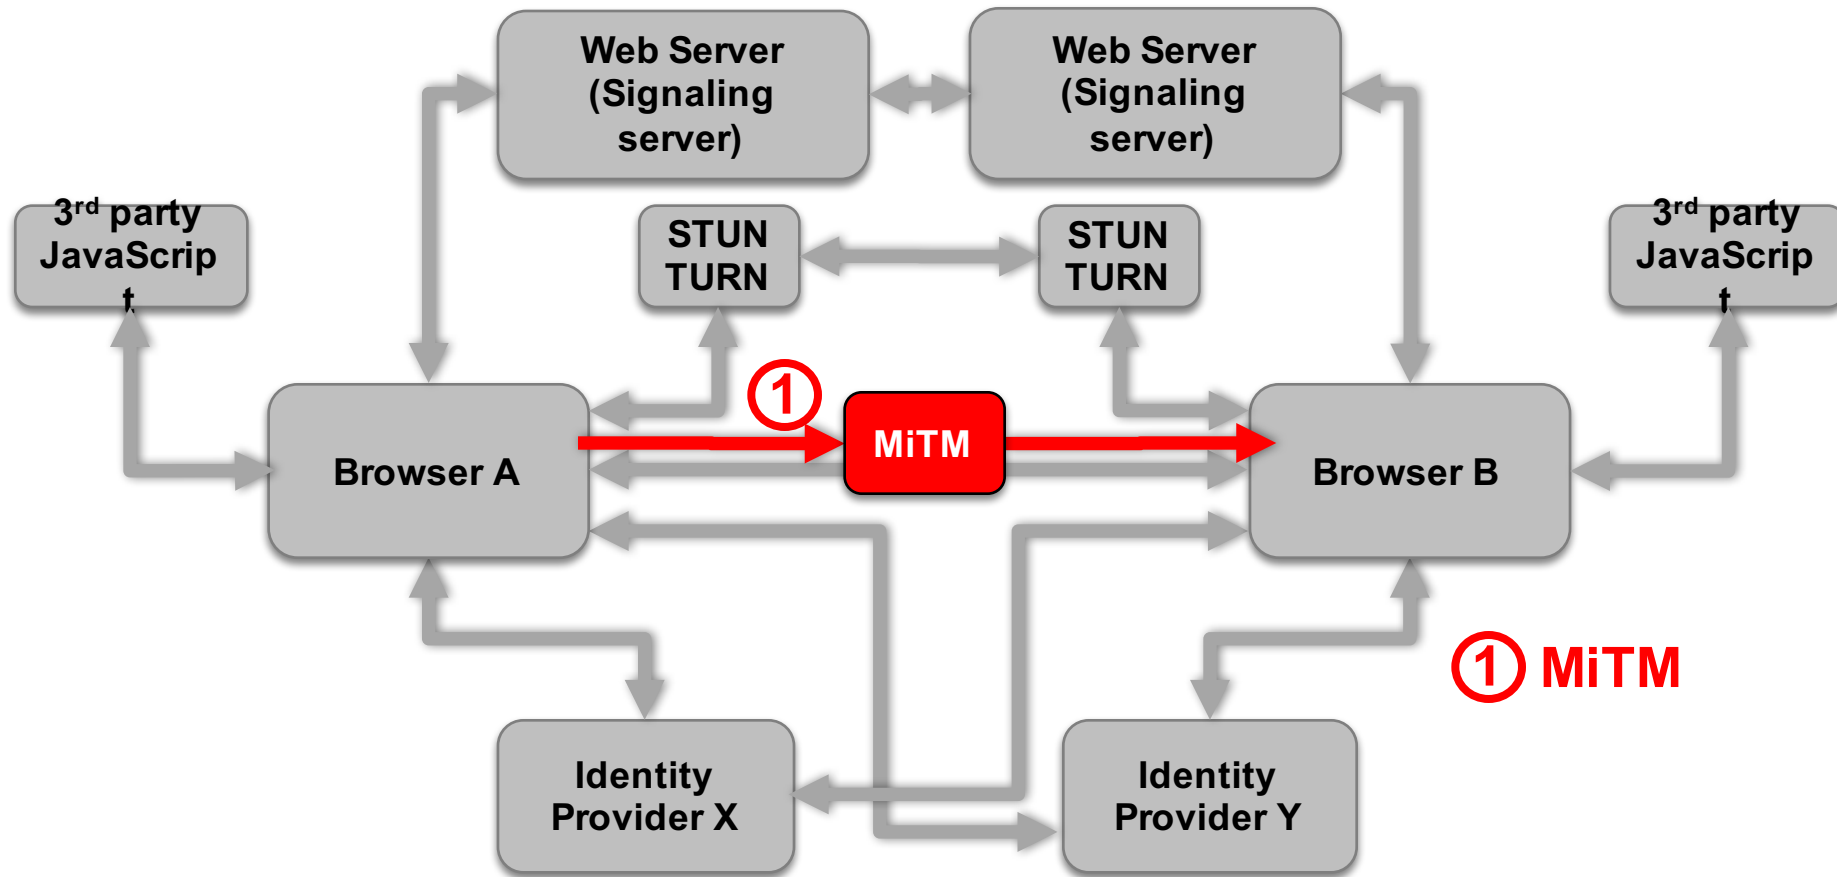 Web Server
(Signaling
server)
Web Server
(Signaling
server)
3rd party
JavaScrip
t
STUN
TURN
STUN
TURN
3rd party
JavaScrip
t
1
MiTM
Browser A
Browser B
1 MiTM
Identity
Provider X
Identity
Provider Y